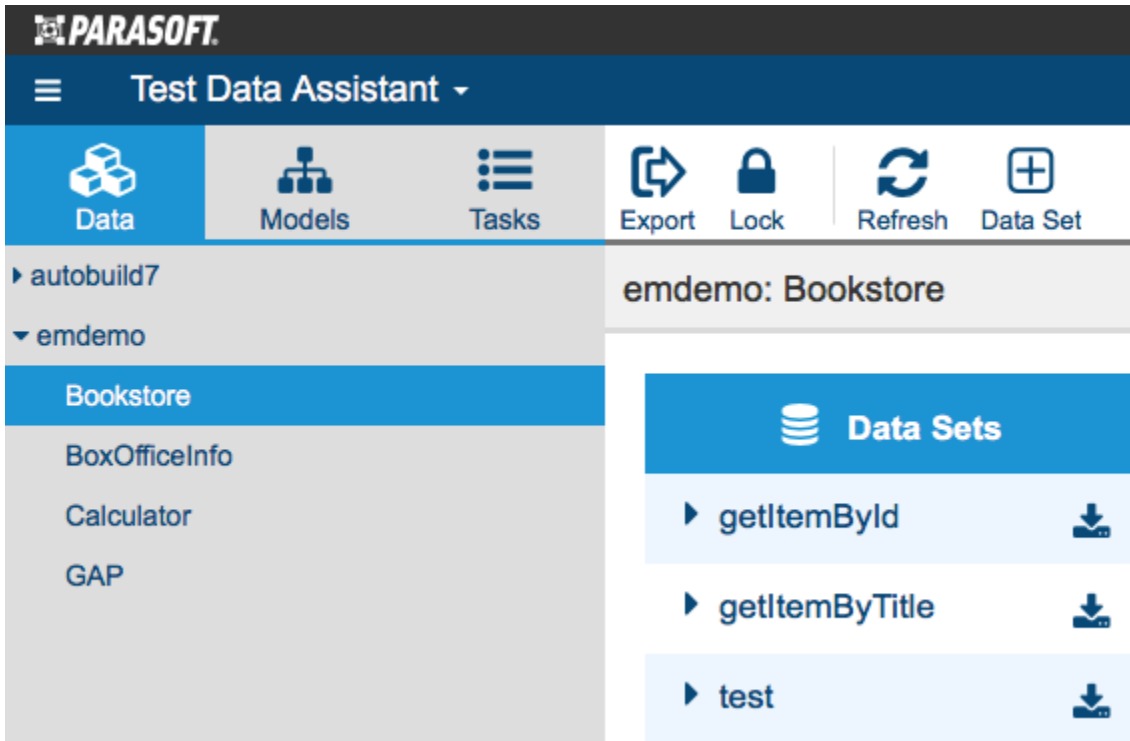 PARASOFT.
Test Data Assistant
Data Models Tasks Export Lock Refresh Data Set
autobuild7
emdemo
Bookstore
BoxOfficeInfo
Calculator
GAP
emdemo: Bookstore
Data Sets
getItemById
getItemByTitle
test